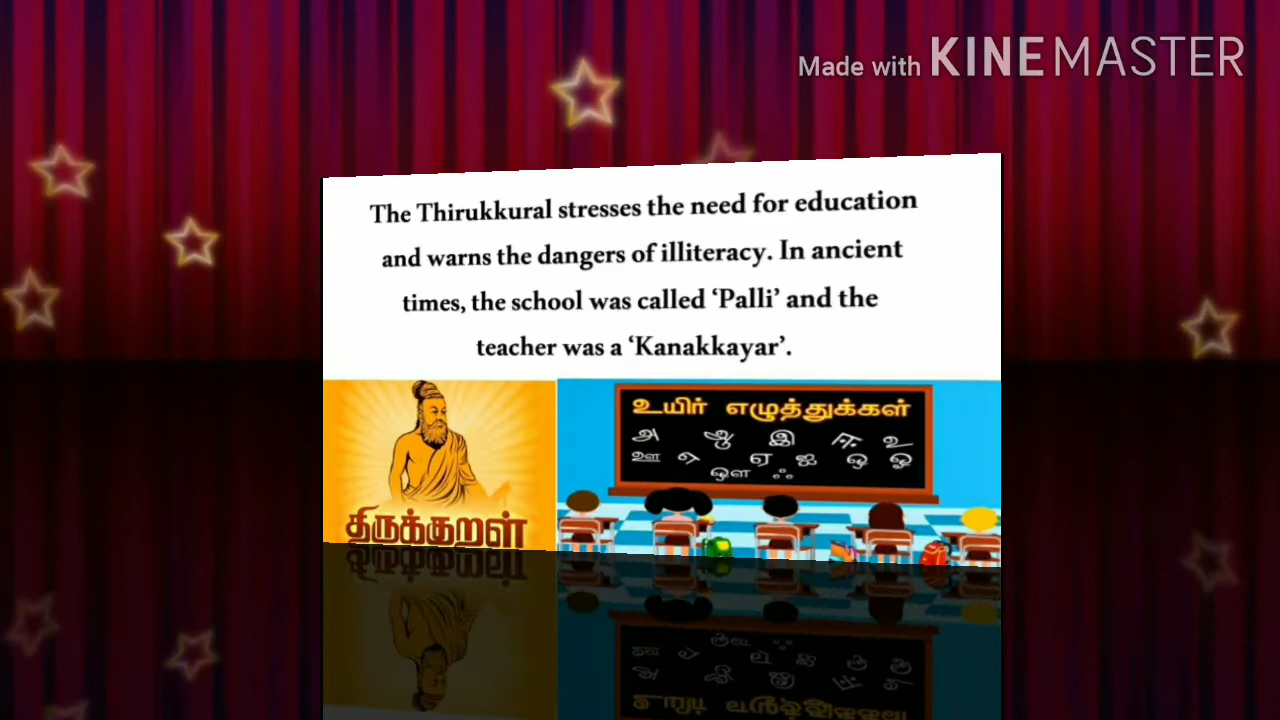 Made with KINEMASTER
The Thirukkural stresses the need for education
and warns the dangers of illiteracy. In ancient
times, the school was called ‘Palli’ and the
teacher was a ‘Kanakkayar’.
உயிர் எழுத்துக்கள்
அ ஆ இ ஈ உ
ஊ எ ஏ ஐ ஒ ஓ
ஔ ஃ
திருக்குறள்